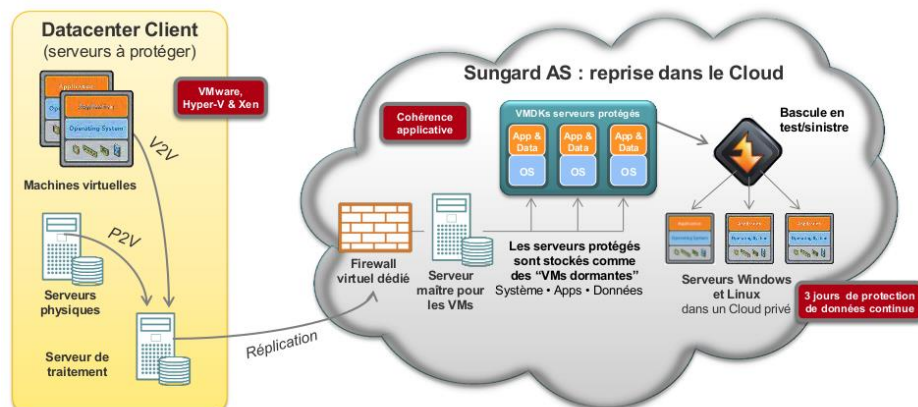 Datacenter Client
(serveurs à protéger)
VMware,
Hyper-V & Xen
Operating System
Machines virtuelles
V2V
P2V
Serveurs
physiques
Serveur de
traitement
Réplication
Sungard AS : reprise dans le Cloud
Cohérence
applicative
VMDKs serveurs protégés
App &
Data
OS
App &
Data
OS
App &
Data
OS
Bascule en
test/sinistre
Firewall
virtuel dédié
Serveur
maître pour
les VMs
Les serveurs protégés
sont stockés comme
des “VMs dormantes”
Système • Apps • Données
Serveurs Windows
et Linux
dans un Cloud privé
3 jours de protection
de données continue